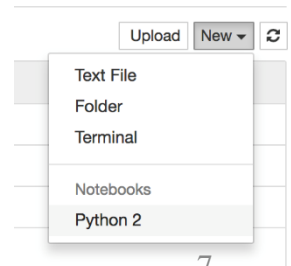 Upload New
Text File
Folder
Terminal
Notebooks
Python 2